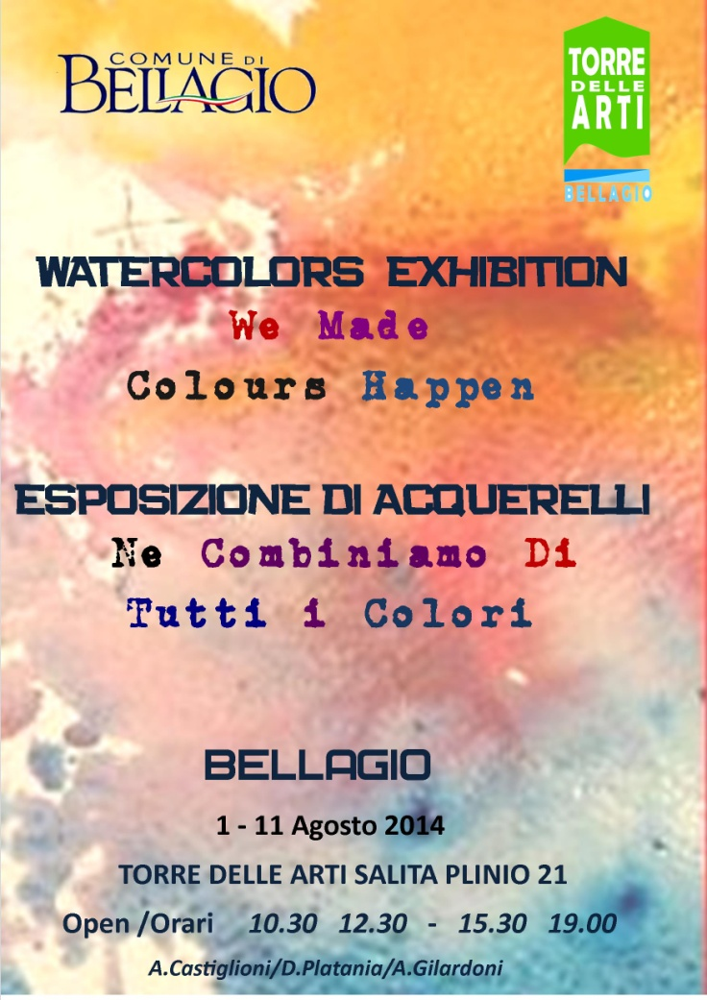 COMUNE DI
BELLAGIO
TORRE
DELLE
ARTI
BELLAGIO
WATERCOLORS EXHIBITION
We Made
Colours Happen
ESPOSIZIONE DI ACQUERELLI
Ne Combiniamo Di
Tutti i Colori
BELLAGIO
1 - 11 Agosto 2014
TORRE DELLE ARTI SALITA PLINIO 21
Open /Orari 10.30 12.30 - 15.30 19.00
A.Castiglioni/D.Platania/A.Gilardoni